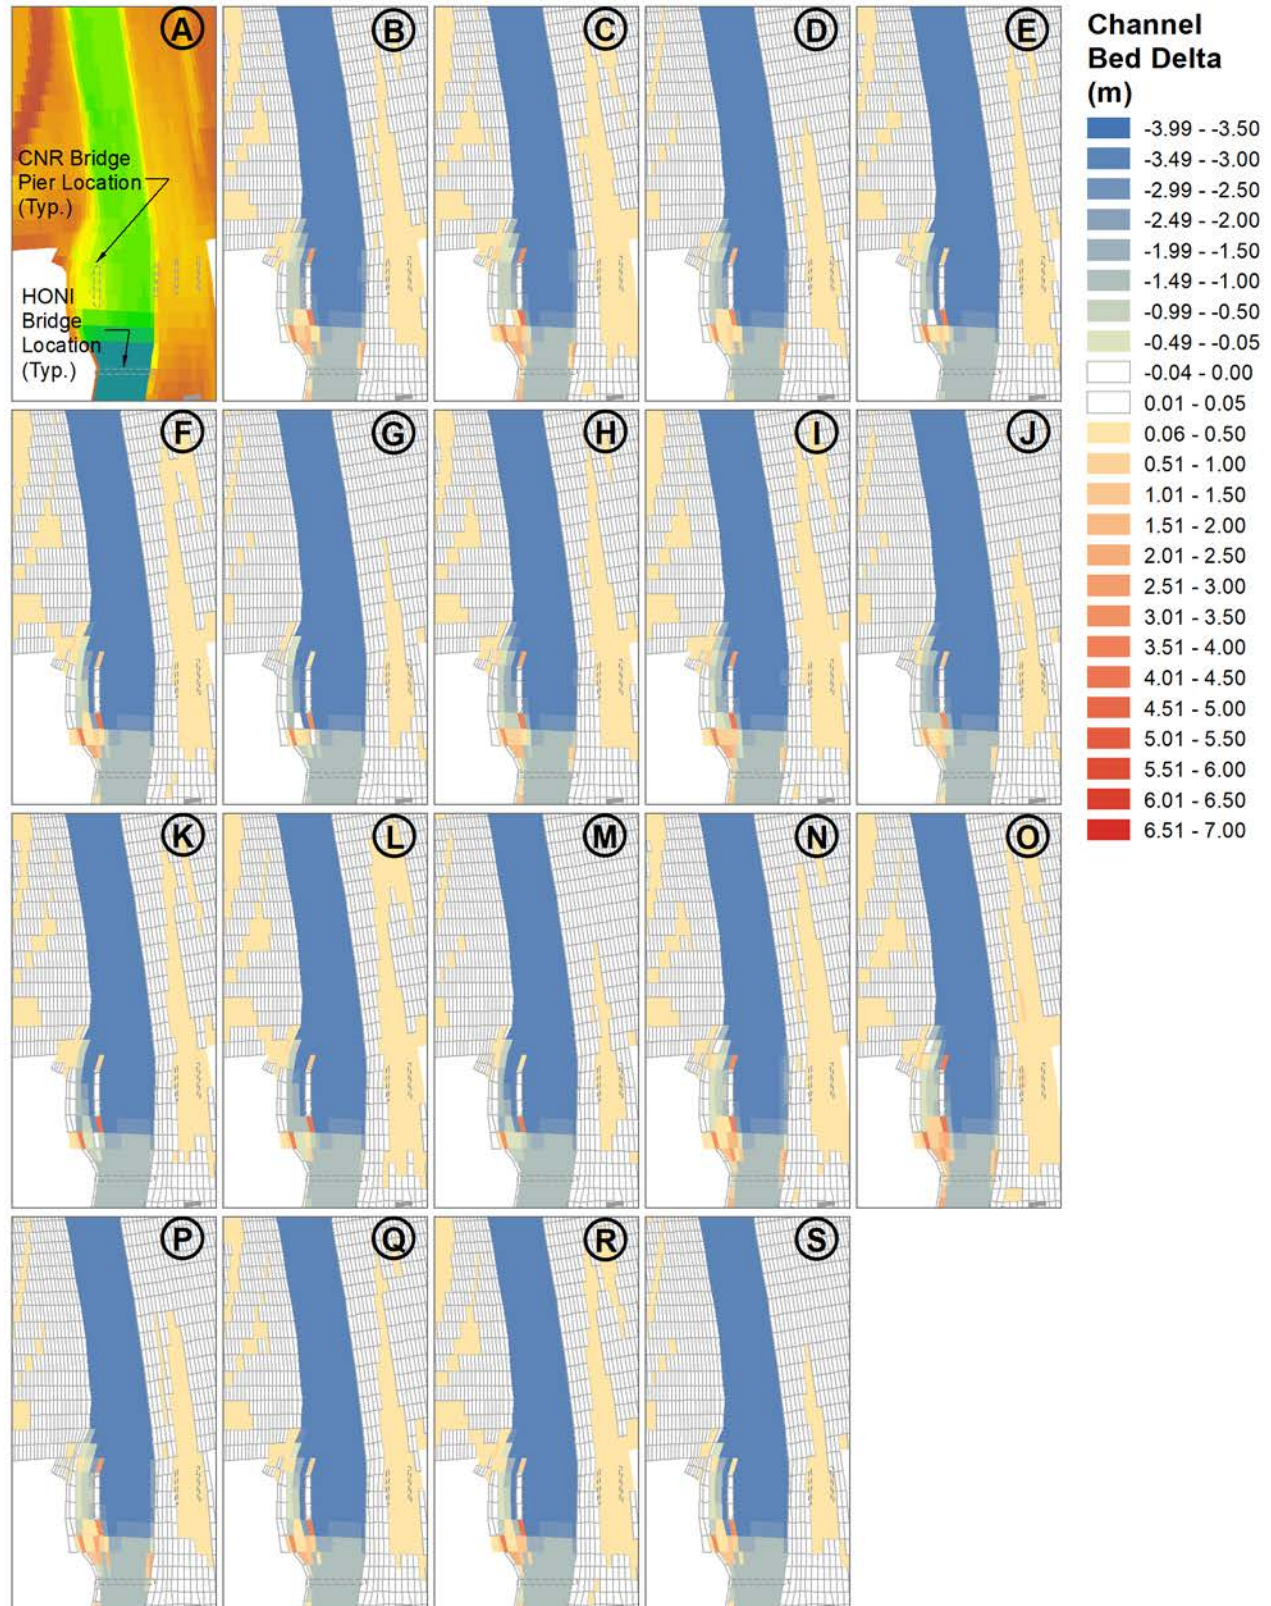 A
B
C
D
E
CNR Bridge
Pier Location
(Typ.)
HONI
Bridge
Location
(Typ.)
F
G
H
I
J
K
L
M
N
O
P
Q
R
S
Channel
Bed Delta
(m)
-3.99 - -3.50
-3.49 - -3.00
-2.99 - -2.50
-2.49 - -2.00
-1.99 - -1.50
-1.49 - -1.00
-0.99 - -0.50
-0.49 - -0.05
-0.04 - 0.00
0.01 - 0.05
0.06 - 0.50
0.51 - 1.00
1.01 - 1.50
1.51 - 2.00
2.01 - 2.50
2.51 - 3.00
3.01 - 3.50
3.51 - 4.00
4.01 - 4.50
4.51 - 5.00
5.01 - 5.50
5.51 - 6.00
6.01 - 6.50
6.51 - 7.00